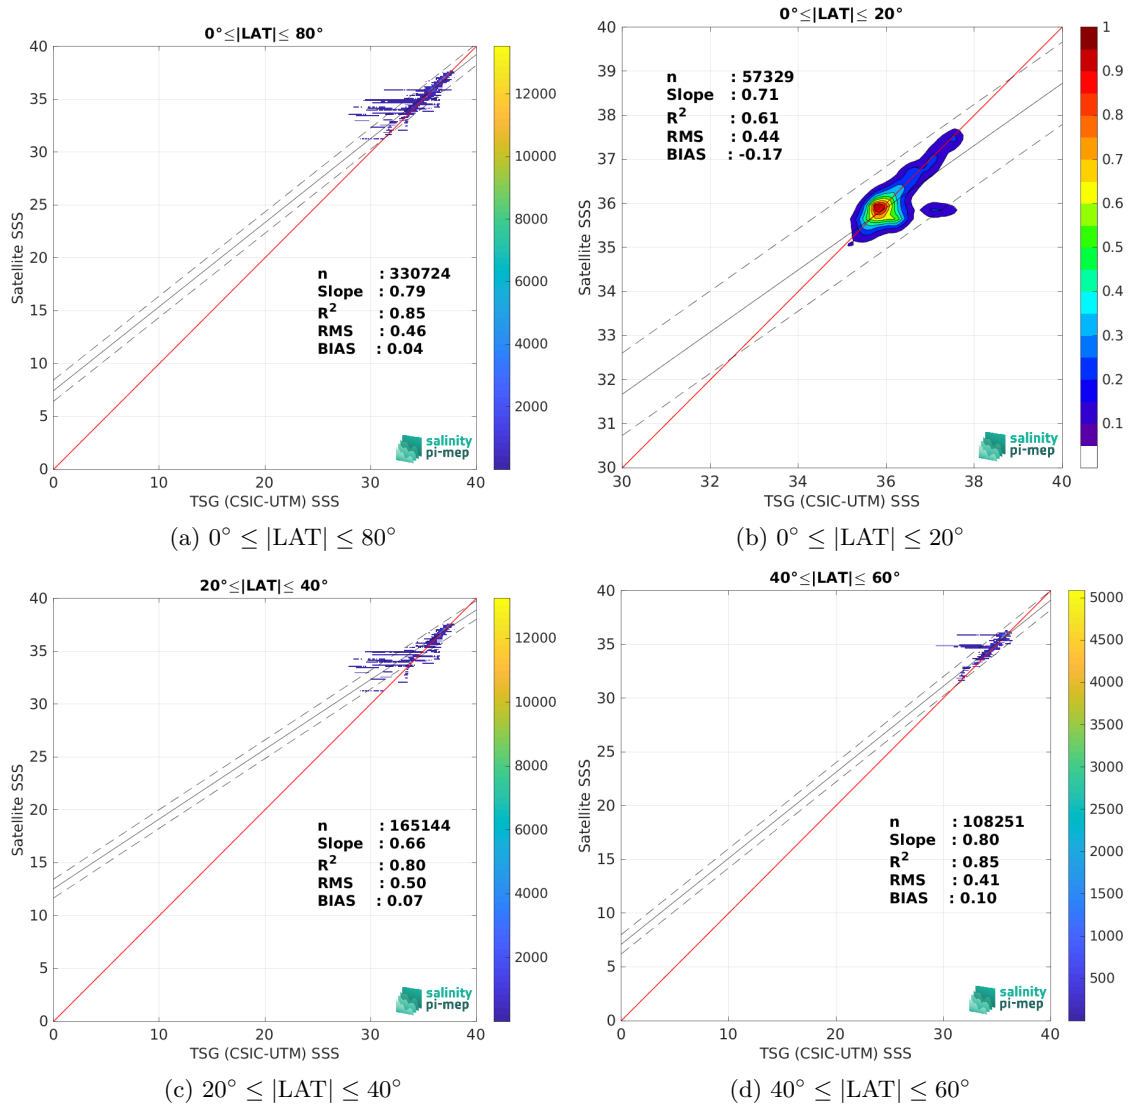 0°≤|LAT|≤ 80°
40
35
30
25
20
15
10
5
0
Satellite SSS
n : 330724
Slope : 0.79
R² : 0.85
RMS : 0.46
BIAS : 0.04
salinity
pi-mep
0 10 20 30 40
TSG (CSIC-UTM) SSS
12000
10000
8000
6000
4000
2000
(a) 0° ≤ |LAT| ≤ 80°
0°≤|LAT|≤ 20°
40
39
38
37
36
35
34
33
32
31
30
Satellite SSS
n : 57329
Slope : 0.71
R² : 0.61
RMS : 0.44
BIAS : -0.17
salinity
pi-mep
30 32 34 36 38 40
TSG (CSIC-UTM) SSS
1
0.9
0.8
0.7
0.6
0.5
0.4
0.3
0.2
0.1
(b) 0° ≤ |LAT| ≤ 20°
20°≤|LAT|≤ 40°
40
35
30
25
20
15
10
5
0
Satellite SSS
n : 165144
Slope : 0.66
R² : 0.80
RMS : 0.50
BIAS : 0.07
salinity
pi-mep
0 10 20 30 40
TSG (CSIC-UTM) SSS
12000
10000
8000
6000
4000
2000
(c) 20° ≤ |LAT| ≤ 40°
40°≤|LAT|≤ 60°
40
35
30
25
20
15
10
5
0
Satellite SSS
n : 108251
Slope : 0.80
R² : 0.85
RMS : 0.41
BIAS : 0.10
salinity
pi-mep
0 10 20 30 40
TSG (CSIC-UTM) SSS
5000
4500
4000
3500
3000
2500
2000
1500
1000
500
(d) 40° ≤ |LAT| ≤ 60°